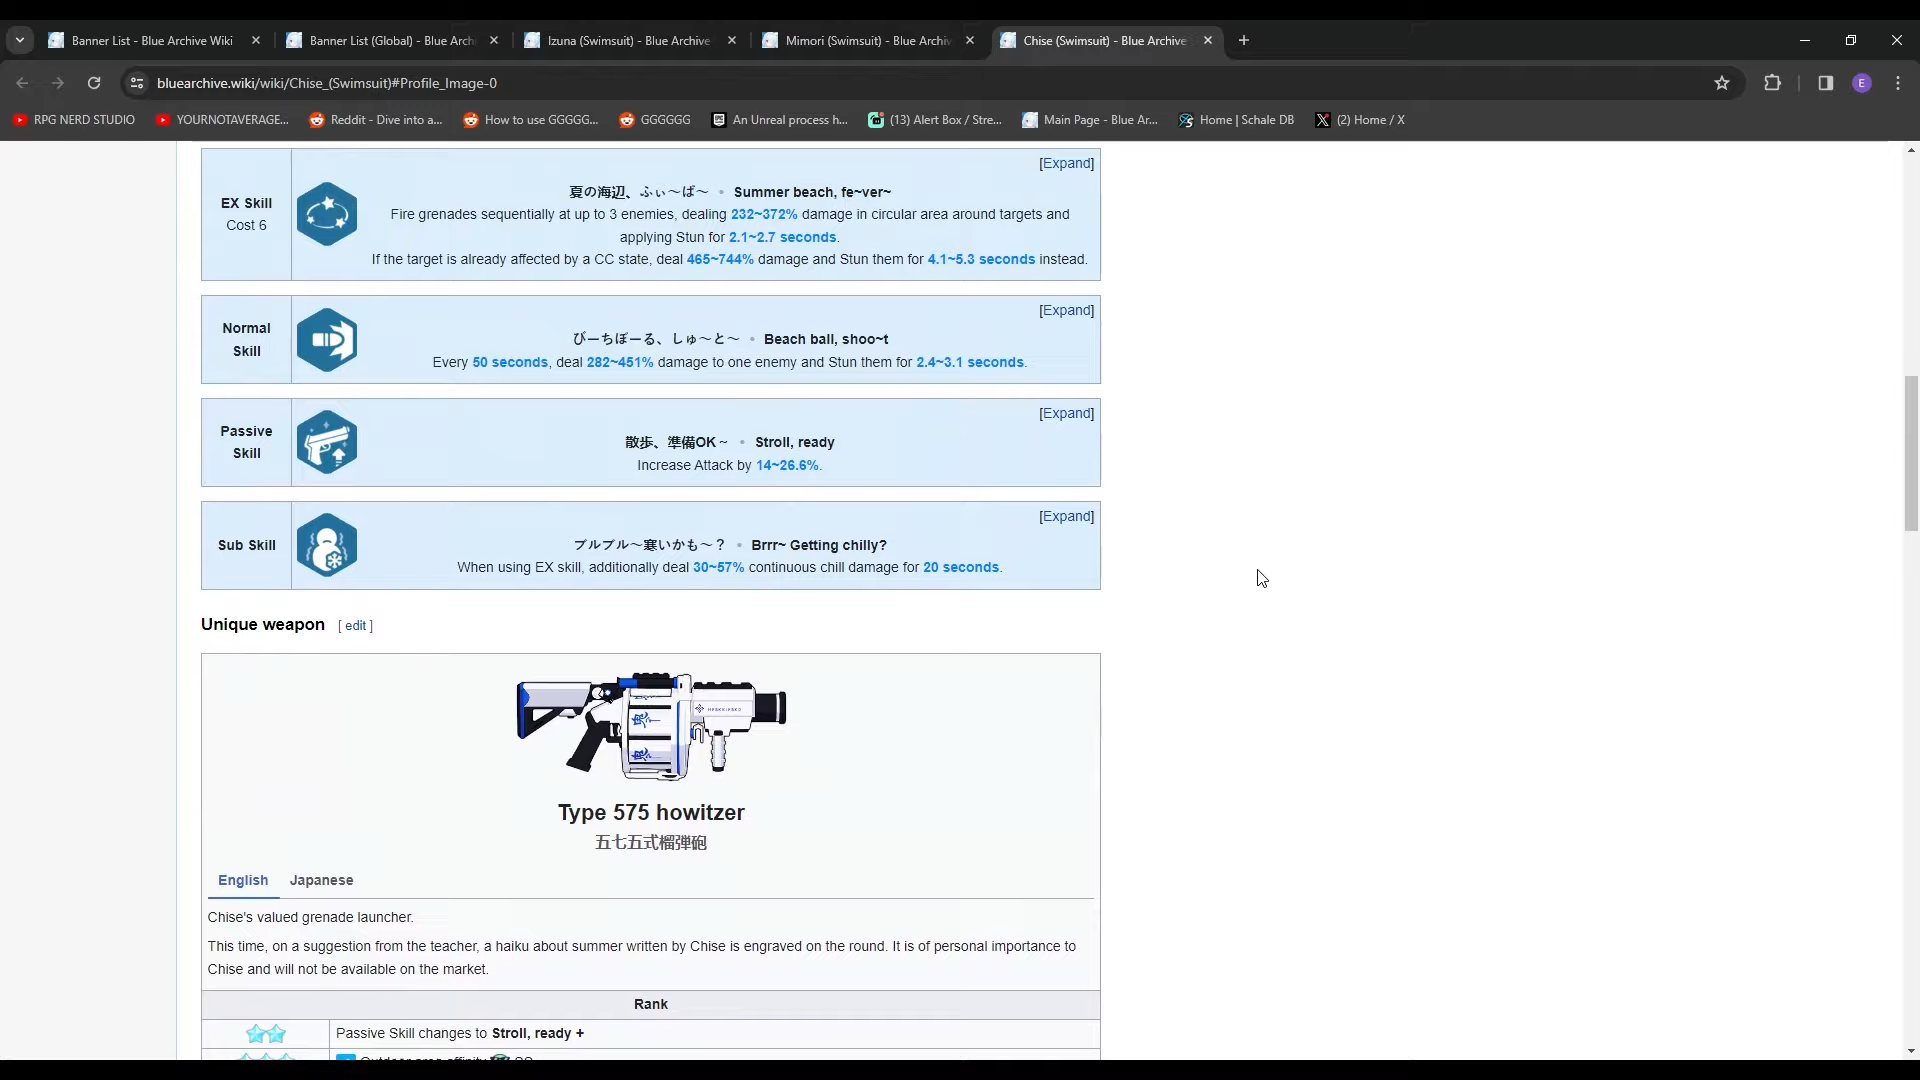 Banner List - Blue Archive Wiki
Banner List (Global) - Blue Arch
Izuna (Swimsuit) - Blue Archive
Mimori (Swimsuit) - Blue Archiv
Chise (Swimsuit) - Blue Archive
bluearchive.wiki/wiki/Chise_(Swimsuit)#Profile_Image-0
E
RPG NERD STUDIO
YOURNOTAVERAGE...
Reddit - Dive into a...
How to use GGGGG...
GGGGGG
An Unreal process h...
(13) Alert Box / Stre...
Main Page - Blue Ar...
Home | Schale DB
(2) Home / X
[Expand]
EX Skill
Cost 6
夏の海辺、ふぃ～ば～ • Summer beach, fe~ver~
Fire grenades sequentially at up to 3 enemies, dealing 232~372% damage in circular area around targets and
applying Stun for 2.1~2.7 seconds.
If the target is already affected by a CC state, deal 465~744% damage and Stun them for 4.1~5.3 seconds instead.
[Expand]
Normal
Skill
びーちぼーる、しゅ～と～ • Beach ball, shoo~t
Every 50 seconds, deal 282~451% damage to one enemy and Stun them for 2.4~3.1 seconds.
[Expand]
Passive
Skill
散歩、準備OK～ • Stroll, ready
Increase Attack by 14~26.6%.
[Expand]
Sub Skill
ブルブル～寒いかも～？ • Brrr~ Getting chilly?
When using EX skill, additionally deal 30~57% continuous chill damage for 20 seconds.
Unique weapon [ edit ]
Type 575 howitzer
五七五式榴弾砲
English Japanese
Chise's valued grenade launcher.
This time, on a suggestion from the teacher, a haiku about summer written by Chise is engraved on the round. It is of personal importance to
Chise and will not be available on the market.
Rank
Passive Skill changes to Stroll, ready +
Outdoor area affinity